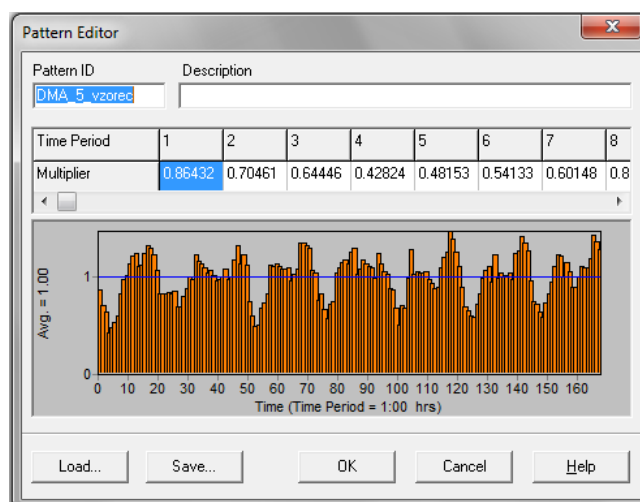 Pattern Editor
Pattern ID Description
DMA_5_vzorec
Time Period 1 2 3 4 5 6 7 8
Multiplier 0.86432 0.70461 0.64446 0.42824 0.48153 0.54133 0.60148 0.8
Avg. = 1.00
1
0
0 10 20 30 40 50 60 70 80 90 100 110 120 130 140 150 160
Time (Time Period = 1:00 hrs)
Load... Save... OK Cancel Help